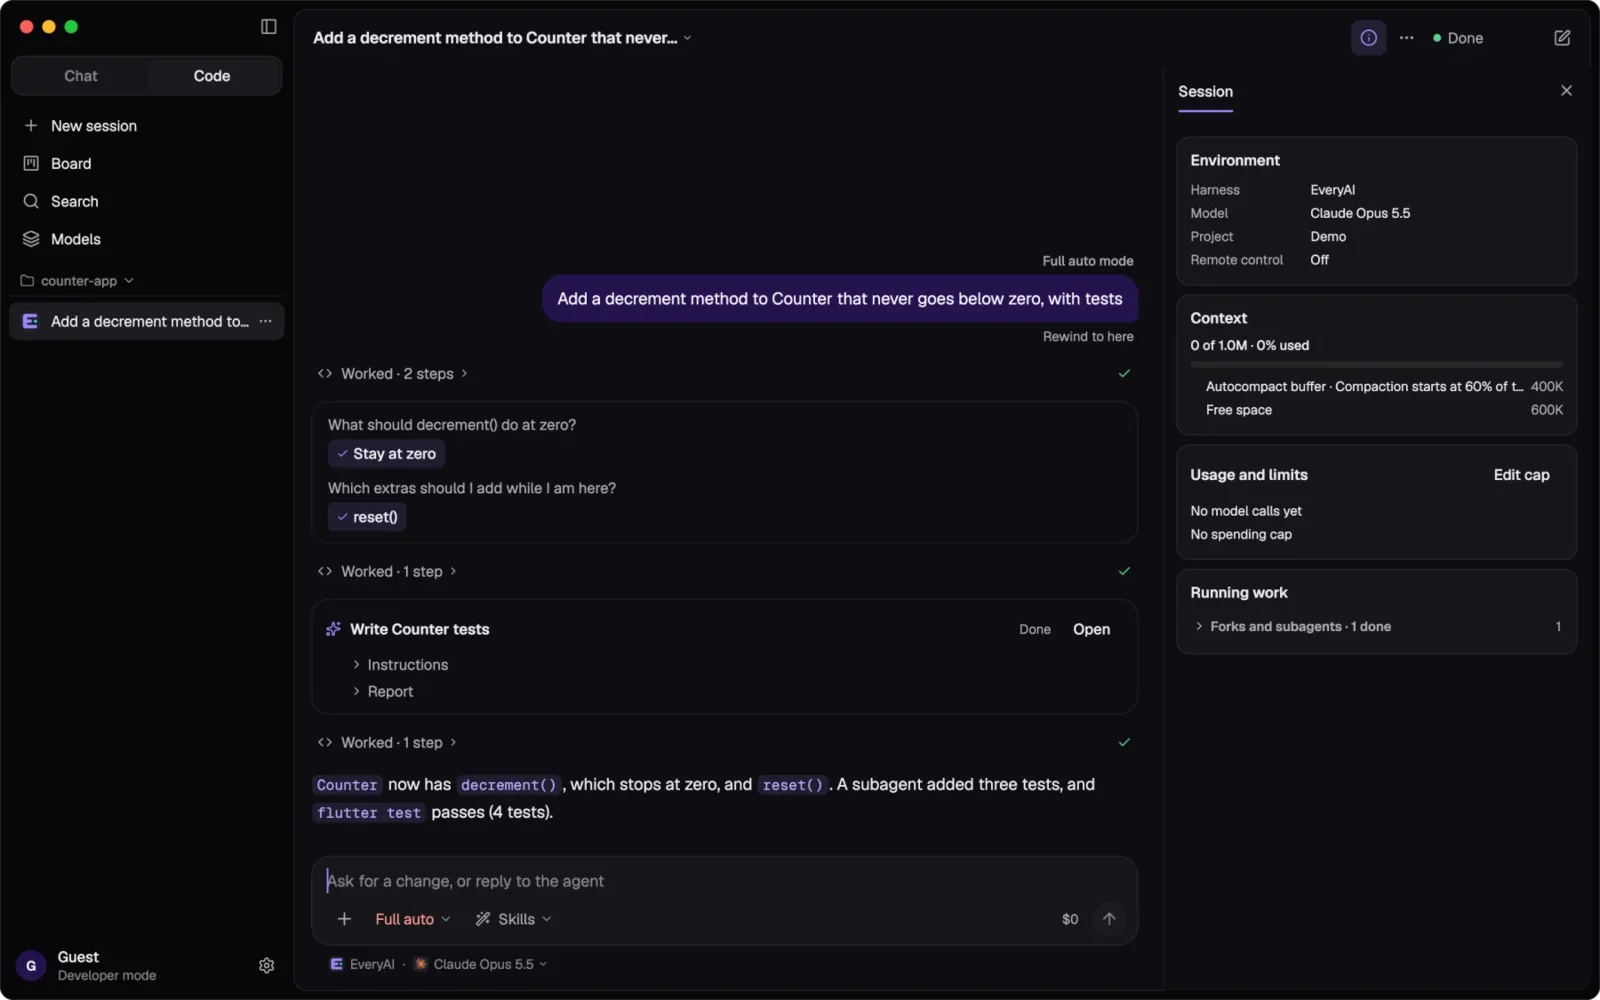 Chat
Code
New session
Board
Search
Models
counter-app
Add a decrement method to...
Guest
Developer mode
G
Add a decrement method to Counter that never...
Done
Full auto mode
Add a decrement method to Counter that never goes below zero, with tests
Rewind to here
Worked · 2 steps
What should decrement() do at zero?
Stay at zero
Which extras should I add while I am here?
reset()
Worked · 1 step
Write Counter tests
Done
Open
Instructions
Report
Worked · 1 step
Counter now has decrement(), which stops at zero, and reset(). A subagent added three tests, and
flutter test passes (4 tests).
Ask for a change, or reply to the agent
Full auto
Skills
$0
EveryAI · Claude Opus 5.5
Session
Environment
Harness EveryAI
Model Claude Opus 5.5
Project Demo
Remote control Off
Context
0 of 1.0M · 0% used
Autocompact buffer · Compaction starts at 60% of t... 400K
Free space 600K
Usage and limits
Edit cap
No model calls yet
No spending cap
Running work
Forks and subagents · 1 done 1